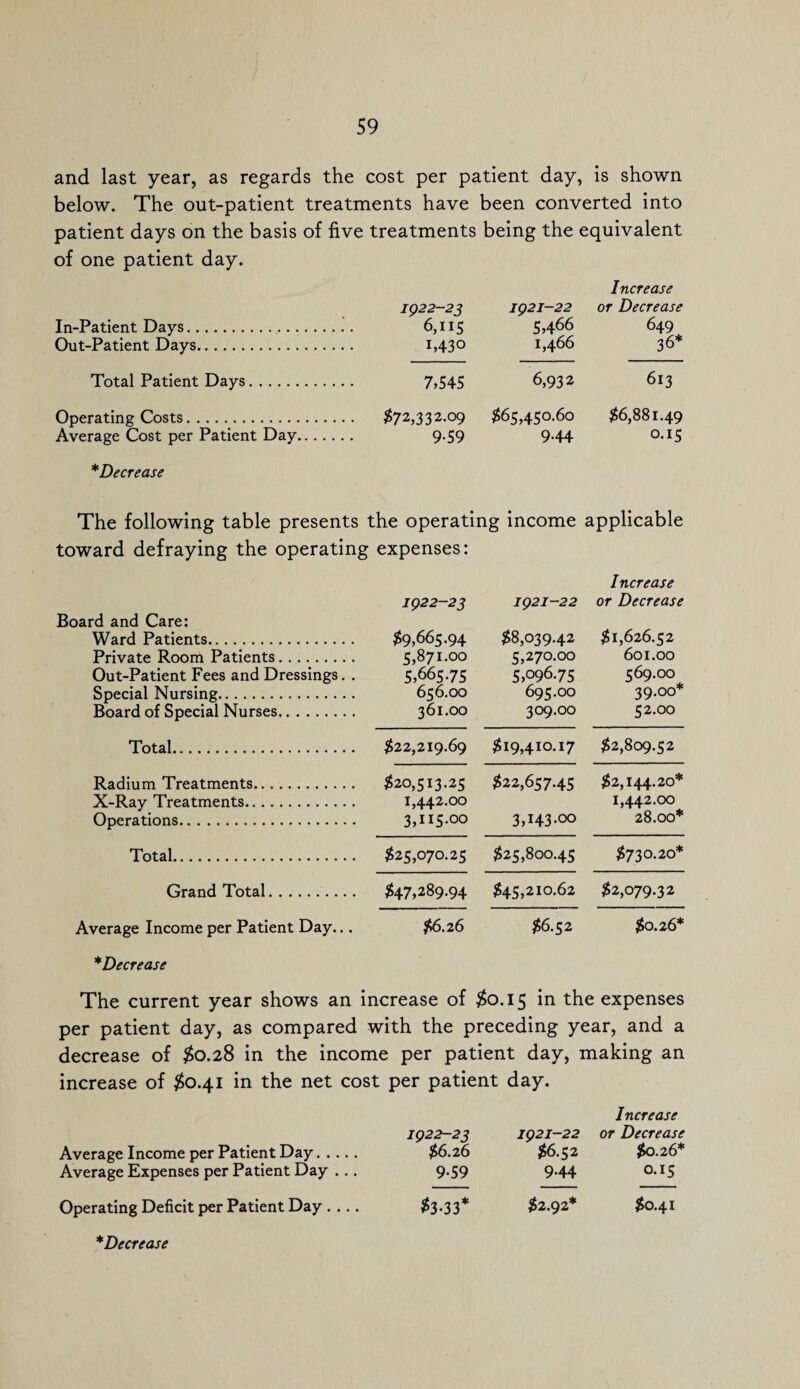 59
and last year, as regards the cost per patient day, is shown
below. The out-patient treatments have been converted into
patient days on the basis of five treatments being the equivalent
of one patient day.
Increase
1922-23 1921-22 or Decrease
In-Patient Days.................... 6,115 5,466 649
Out-Patient Days.................. 1,430 1,466 36*
Total Patient Days............. 7,545 6,932 613
Operating Costs.................... $72,332.09 $65,450.60 $6,881.49
Average Cost per Patient Day....... 9.59 9.44 0.15
*Decrease
The following table presents the operating income applicable
toward defraying the operating expenses:
Increase
1922-23 1921-22 or Decrease
Board and Care:
Ward Patients.................. $9,665.94 $8,039.42 $1,626.52
Private Room Patients......... 5,871.00 5,270.00 601.00
Out-Patient Fees and Dressings.. 5,665.75 5,096.75 569.00
Special Nursing................. 656.00 695.00 39.00*
Board of Special Nurses.......... 361.00 309.00 52.00
Total...................... $22,219.69 $19,410.17 $2,809.52
Radium Treatments............. $20,513.25 $22,657.45 $2,144.20*
X-Ray Treatments.............. 1,442.00 1,442.00
Operations..................... 3,115.00 3,143.00 28.00*
Total...................... $25,070.25 $25,800.45 $730.20*
Grand Total........... $47,289.94 $45,210.62 $2,079.32
Average Income per Patient Day... $6.26 $6.52 $0.26*
*Decrease
The current year shows an increase of $0.15 in the expenses
per patient day, as compared with the preceding year, and a
decrease of $0.28 in the income per patient day, making an
increase of $0.41 in the net cost per patient day.
Increase
1922-23 1921-22 or Decrease
Average Income per Patient Day..... $6.26 $6.52 $0.26*
Average Expenses per Patient Day ... 9.59 9.44 0.15
Operating Deficit per Patient Day.... $3.33* $2.92* $0.41
*Decrease